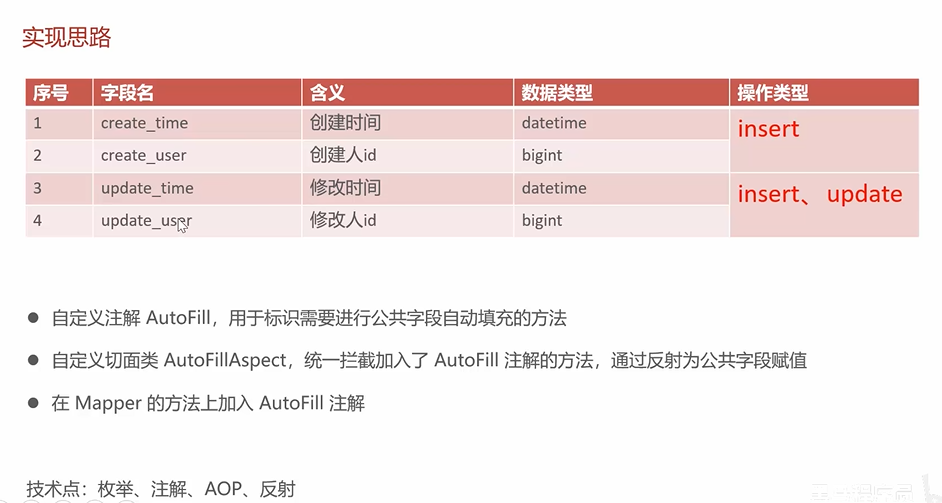 实现思路
序号 字段名 含义 数据类型 操作类型
1 create_time 创建时间 datetime insert
2 create_user 创建人id bigint
3 update_time 修改时间 datetime insert、update
4 update_user 修改人id bigint
● 自定义注解 AutoFill，用于标识需要进行公共字段自动填充的方法
● 自定义切面类 AutoFillAspect，统一拦截加入了 AutoFill 注解的方法，通过反射为公共字段赋值
● 在 Mapper 的方法上加入 AutoFill 注解
技术点：枚举、注解、AOP、反射